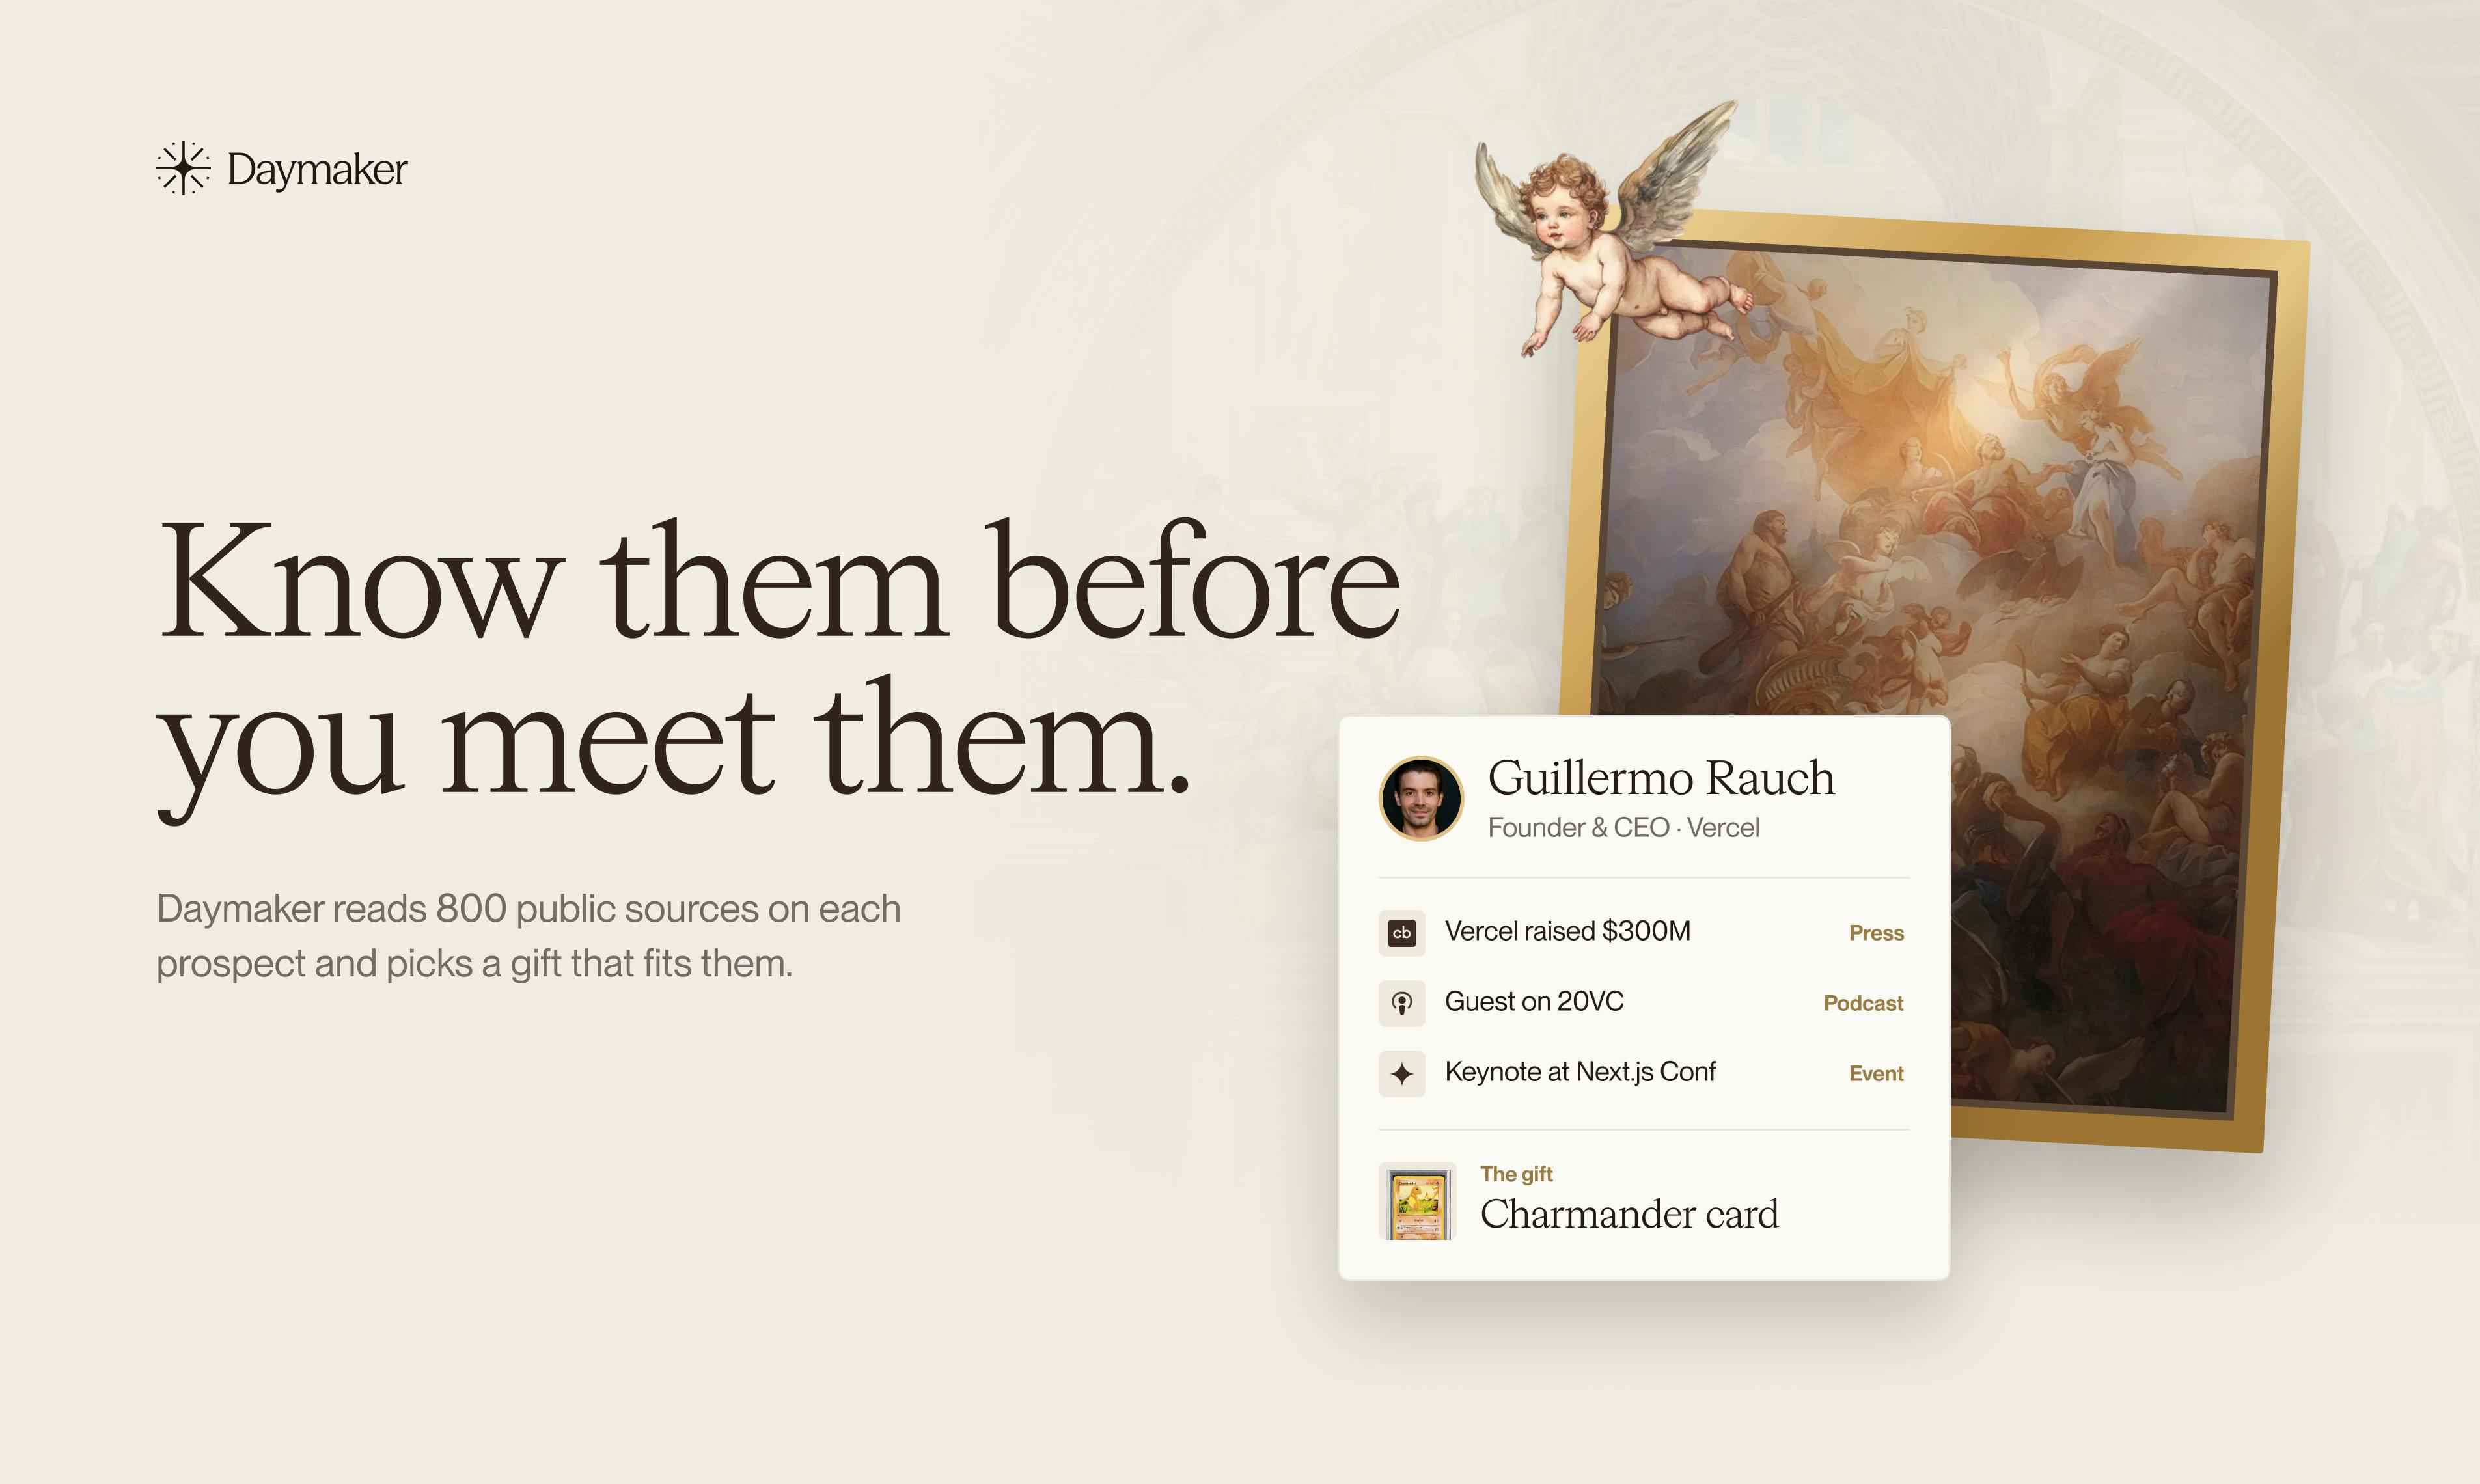 Daymaker
Know them before
you meet them.
Daymaker reads 800 public sources on each
prospect and picks a gift that fits them.
Guillermo Rauch
Founder & CEO · Vercel
cb
Vercel raised $300M
Press
Guest on 20VC
Podcast
Keynote at Next.js Conf
Event
The gift
Charmander card